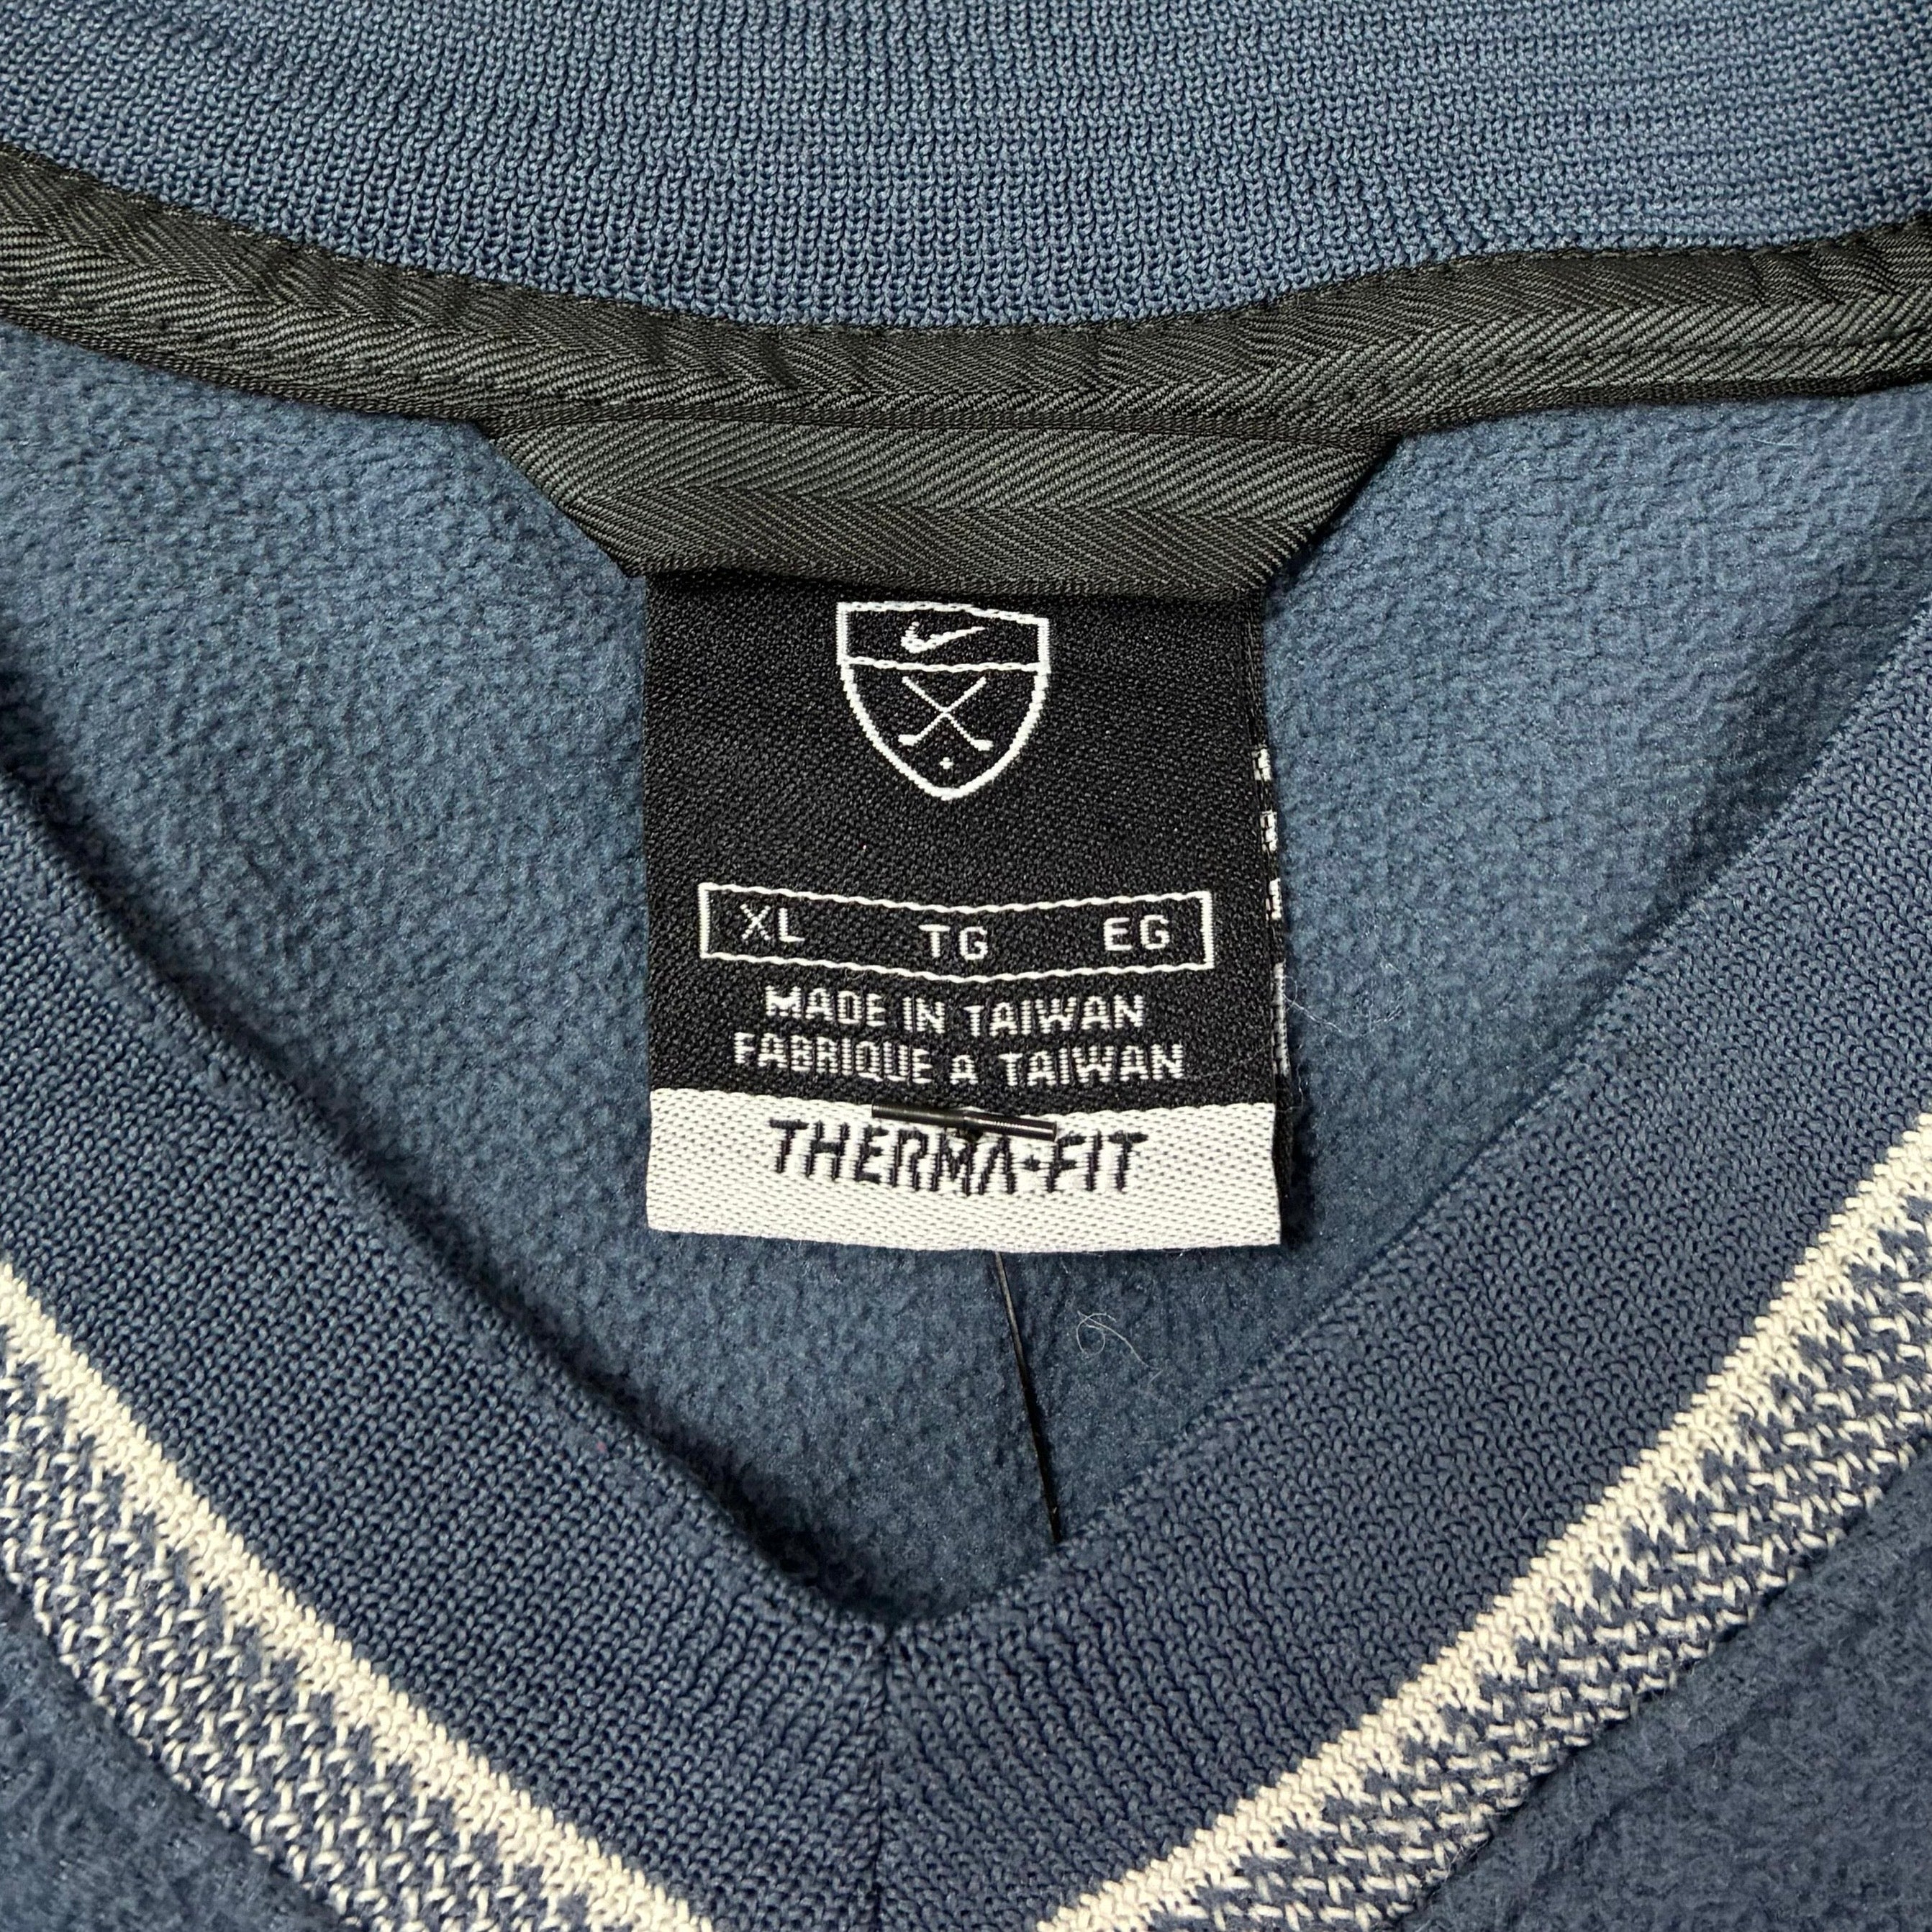 XL TG EG
MADE IN TAIWAN
FABRIQUE A TAIWAN
THERMA•FIT